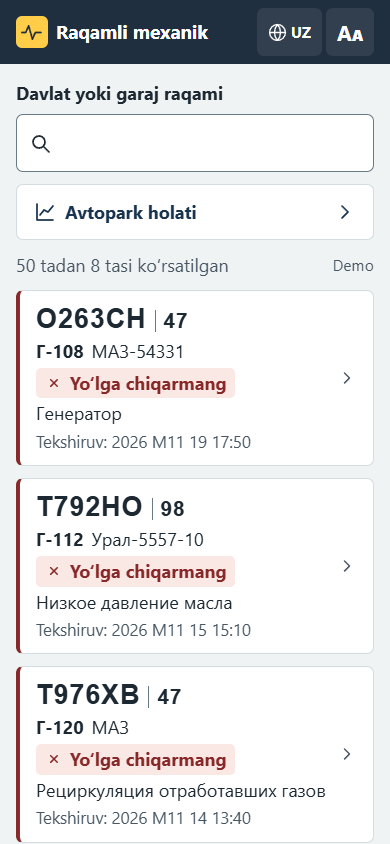 Raqamli mexanik
UZ
AA
Davlat yoki garaj raqami
Avtopark holati
50 tadan 8 tasi koʻrsatilgan
Demo
О263СН | 47
Г-108 МАЗ-54331
× Yoʻlga chiqarmang
Генератор
Tekshiruv: 2026 M11 19 17:50
Т792НО | 98
Г-112 Урал-5557-10
× Yoʻlga chiqarmang
Низкое давление масла
Tekshiruv: 2026 M11 15 15:10
Т976ХВ | 47
Г-120 МАЗ
× Yoʻlga chiqarmang
Рециркуляция отработавших газов
Tekshiruv: 2026 M11 14 13:40